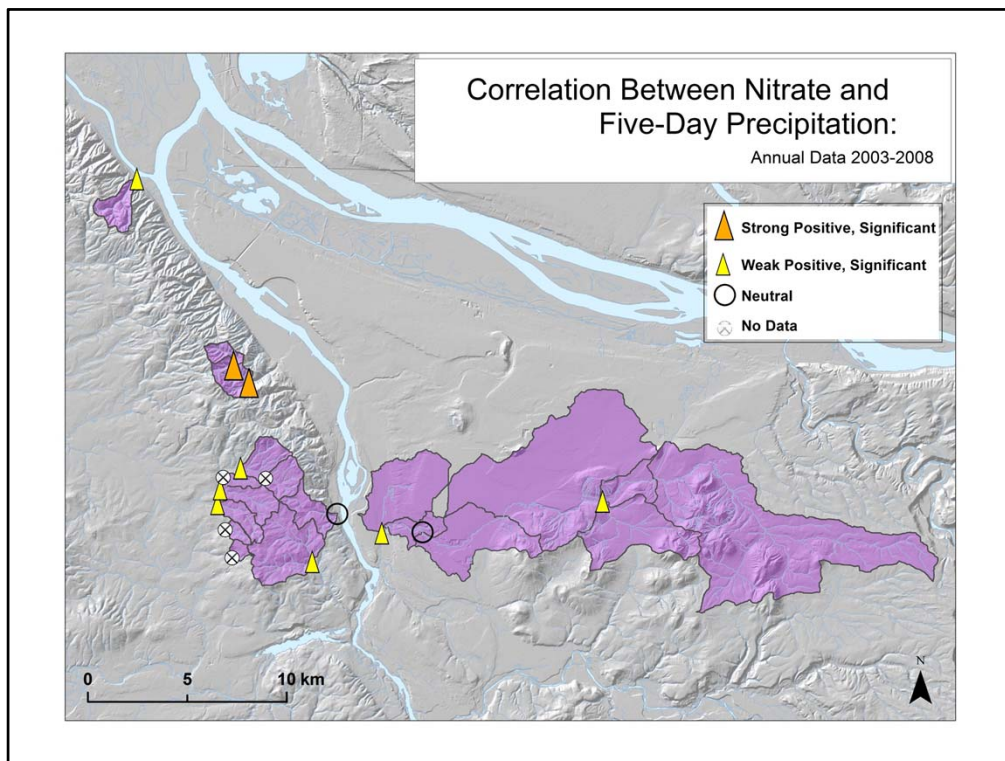 Correlation Between Nitrate and
Five-Day Precipitation:
Annual Data 2003-2008
Strong Positive, Significant
Weak Positive, Significant
Neutral
No Data
0 5 10 km
N